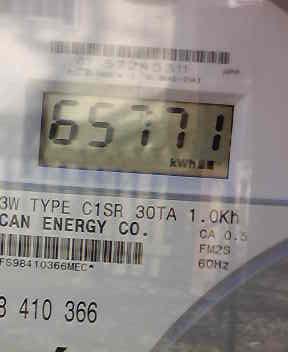 65771
kWh
3W TYPE C1SR 30TA 1.0Kh
CAN ENERGY CO.
CA 0.5
FM2S
60Hz
FS98410366MEC*
8 410 366